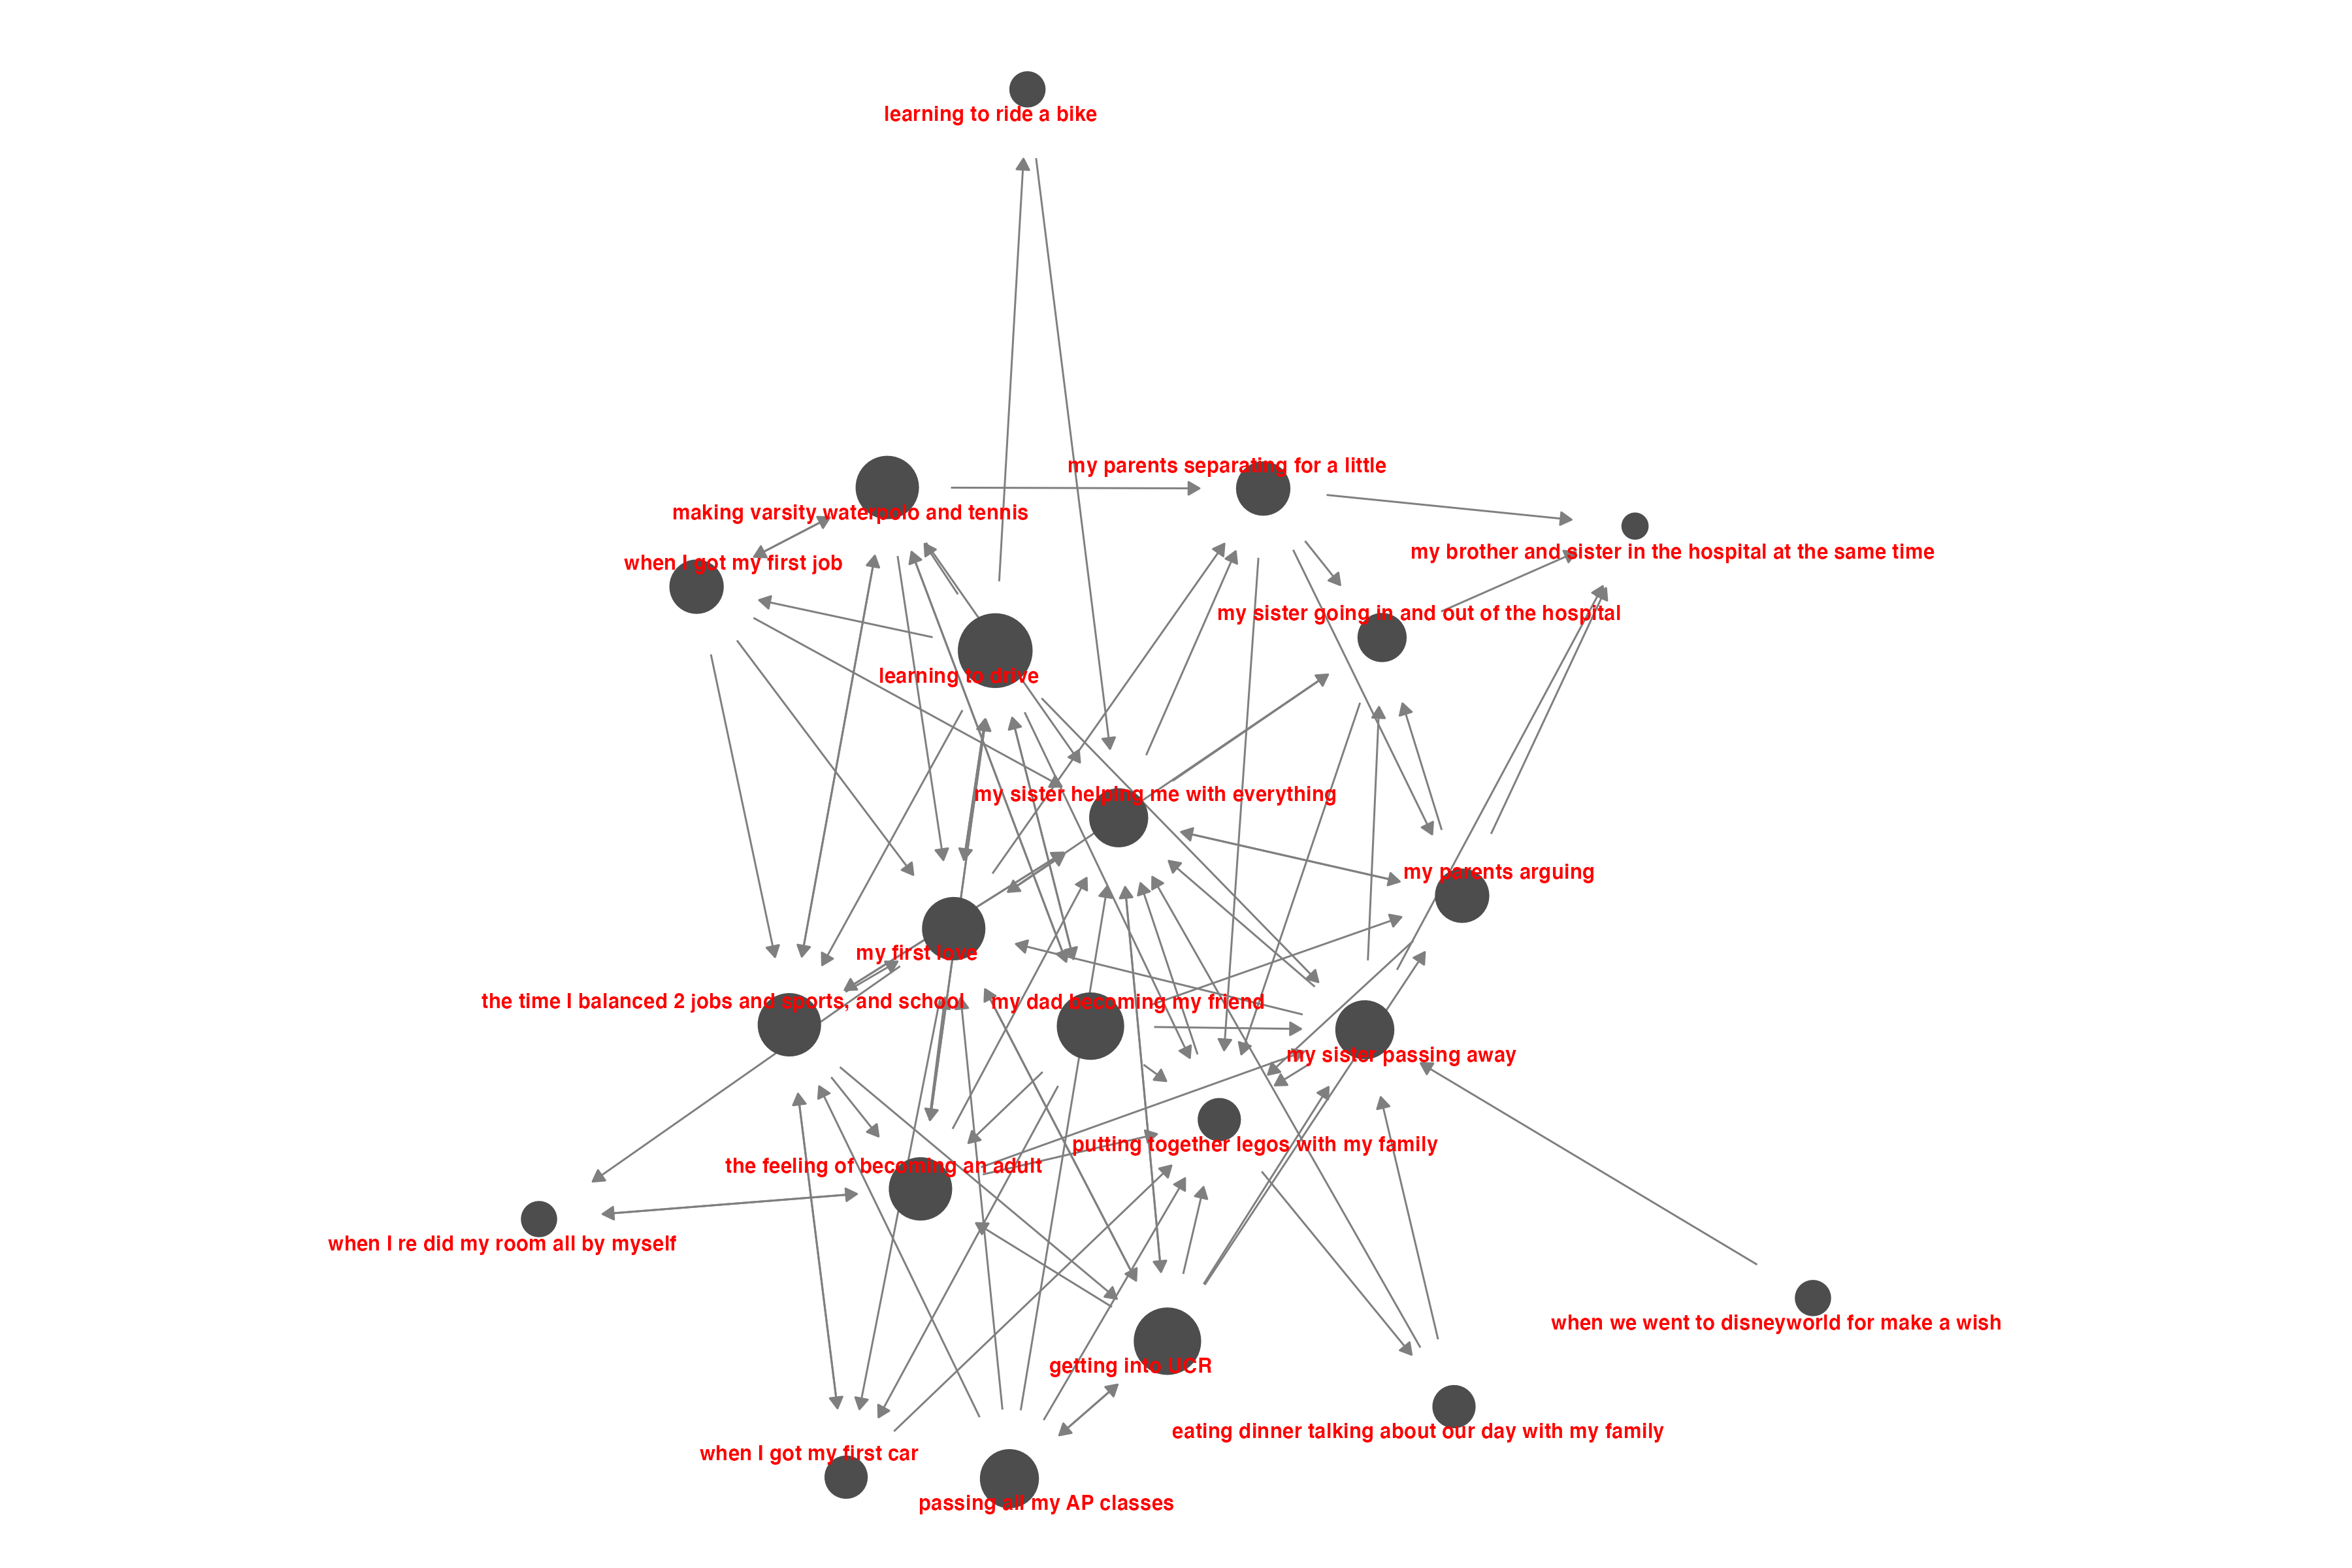 learning to ride a bike
my parents separating for a little
making varsity waterpolo and tennis
my brother and sister in the hospital at the same time
when I got my first job
my sister going in and out of the hospital
learning to drive
my sister helping me with everything
my parents arguing
my first love
the time I balanced 2 jobs and sports, and school
my dad becoming my friend
my sister passing away
putting together legos with my family
the feeling of becoming an adult
when I re did my room all by myself
when we went to disneyworld for make a wish
getting into UCR
eating dinner talking about our day with my family
when I got my first car
passing all my AP classes